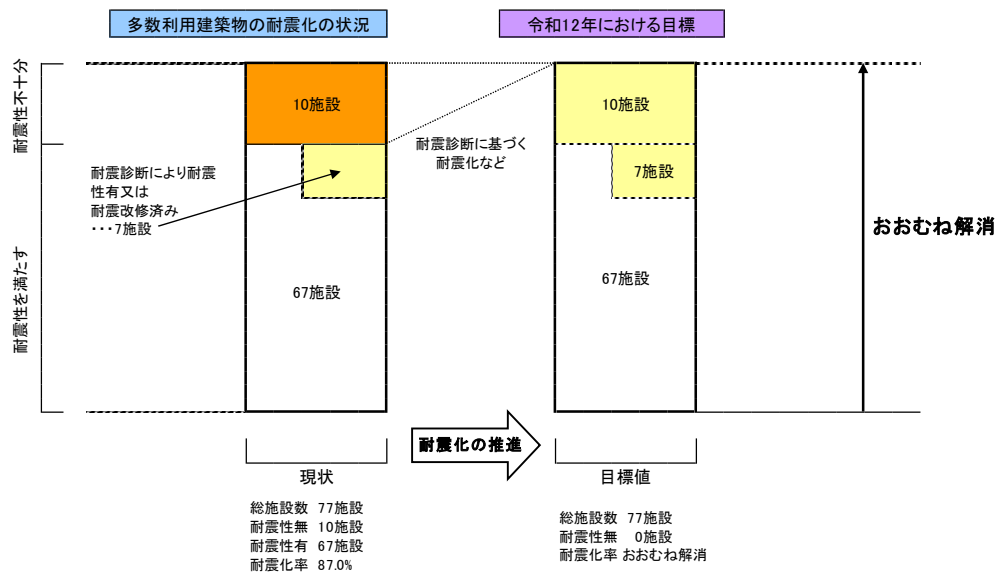 多数利用建築物の耐震化の状況
令和12年における目標
耐震性不十分
耐震性を満たす
10施設
耐震診断により耐震
性有又は
耐震改修済み
・・・7施設
67施設
耐震診断に基づく
耐震化など
10施設
7施設
67施設
おおむね解消
耐震化の推進
現状
総施設数 77施設
耐震性無 10施設
耐震性有 67施設
耐震化率 87.0%
目標値
総施設数 77施設
耐震性無 0施設
耐震化率 おおむね解消